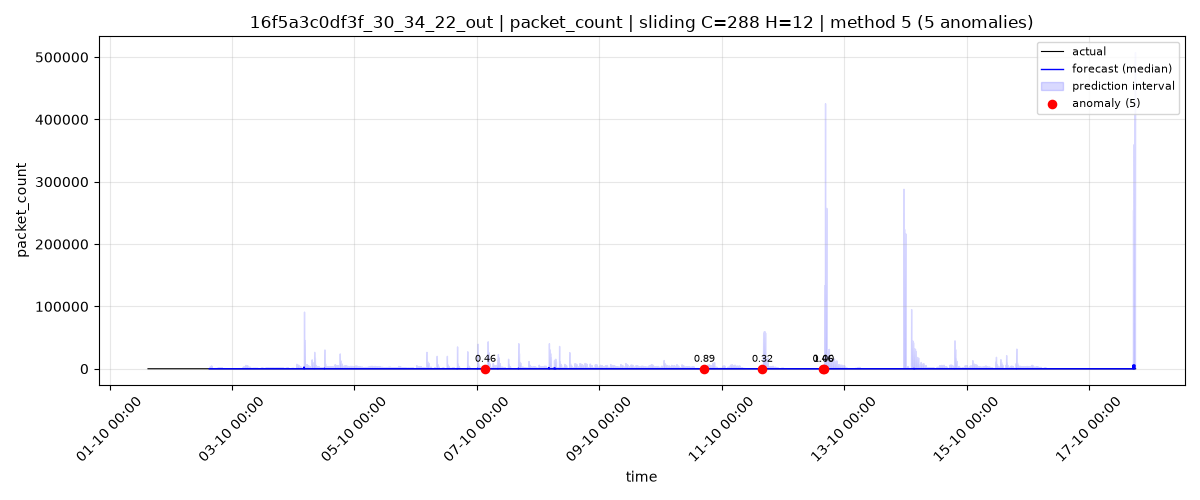 16f5a3c0df3f_30_34_22_out | packet_count | sliding C=288 H=12 | method 5 (5 anomalies)
actual
forecast (median)
prediction interval
anomaly (5)
500000
400000
300000
200000
100000
0
packet_count
0.46
0.89
0.32
01-10 00:00
03-10 00:00
05-10 00:00
07-10 00:00
09-10 00:00
11-10 00:00
13-10 00:00
15-10 00:00
17-10 00:00
time